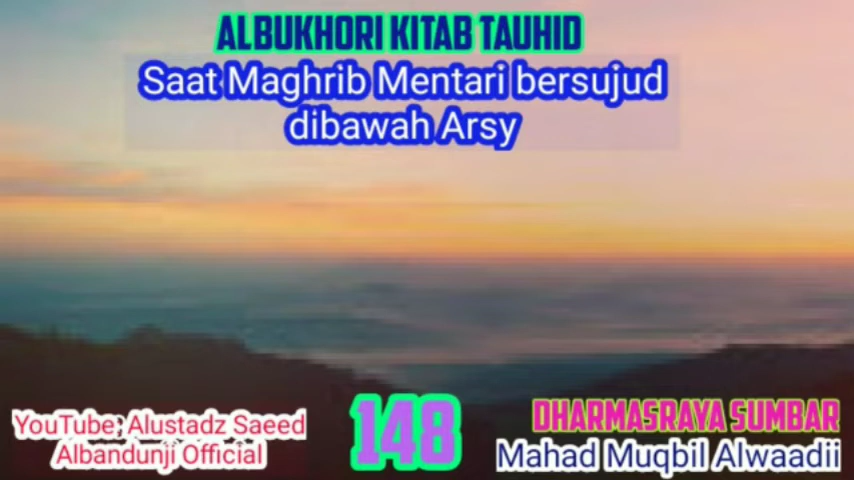 ALBUKHORI KITAB TAUHID
Saat Maghrib Mentari bersujud
dibawah Arsy
YouTube: Alustadz Saeed
Albandunji Official
148
DHARMASRAYA SUMBAR
Mahad Muqbil Alwaadii